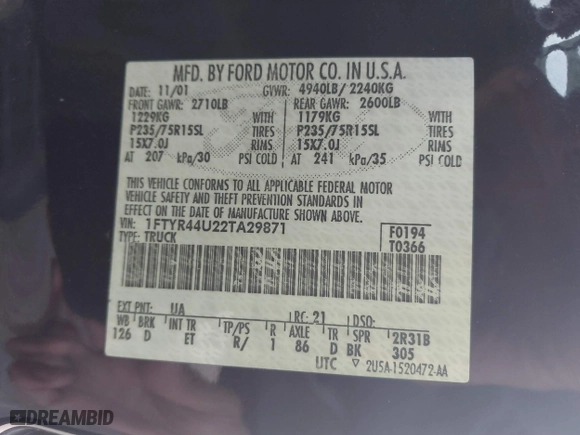 MFD. BY FORD MOTOR CO. IN U.S.A.
DATE: 11/01 GVWR: 4940LB/ 2240KG
FRONT GAWR: 2710LB REAR GAWR: 2600LB
1229KG WITH 1179KG WITH
P235/75R15SL TIRES P235/75R15SL TIRES
15X7.0J RIMS 15X7.0J RIMS
AT 207 kPa/30 PSI COLD AT 241 kPa/35 PSI COLD
THIS VEHICLE CONFORMS TO ALL APPLICABLE FEDERAL MOTOR
VEHICLE SAFETY AND THEFT PREVENTION STANDARDS IN
EFFECT ON THE DATE OF MANUFACTURE SHOWN ABOVE.
VIN: 1FTYR44U22TA29871 F0194
TYPE: TRUCK T0366
EXT PNT: UA RC: 21 DSO:
WB BRK INT TR TP/PS R AXLE TR SPR 2R31B
126 D ET R/ 1 86 D BK 305
UTC ▽ 2U5A-1520472-AA
DREAMBID